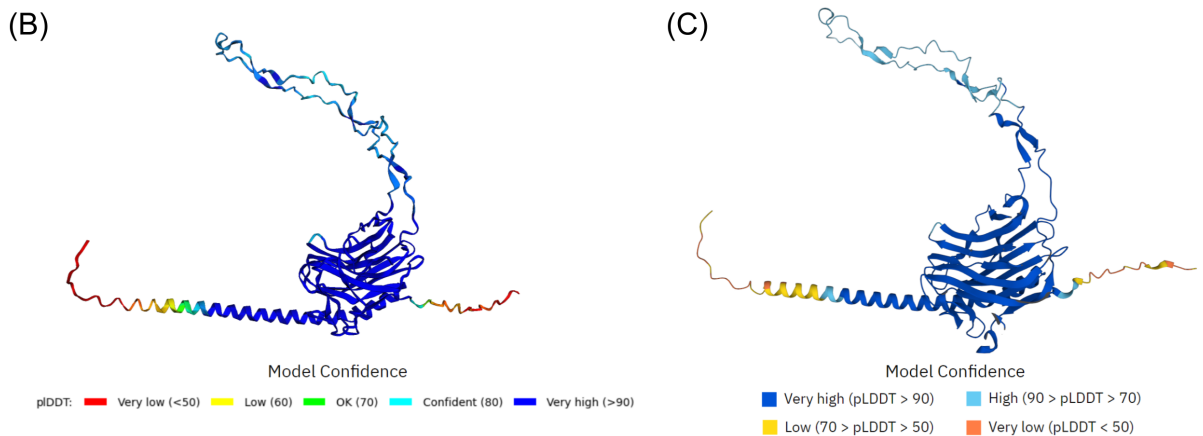 (B)
(C)
Model Confidence
plDDT: Very low (<50) Low (60) OK (70) Confident (80) Very high (>90)
Model Confidence
Very high (pLDDT > 90) High (90 > pLDDT > 70)
Low (70 > pLDDT > 50) Very low (pLDDT < 50)